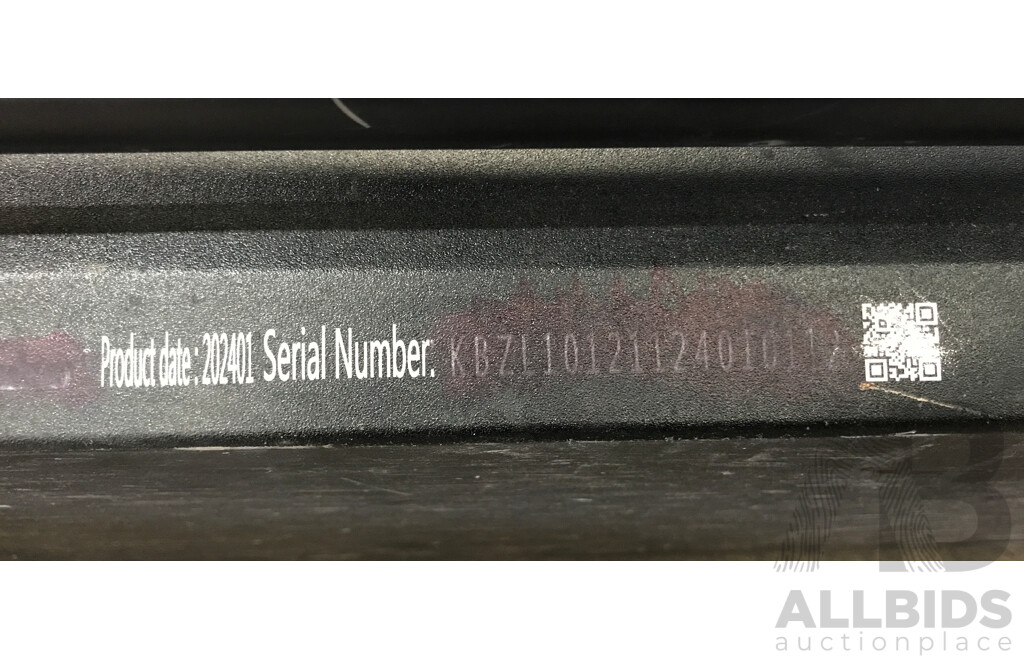 Product date : 202401 Serial Number:
ALLBIDS
auctionplace